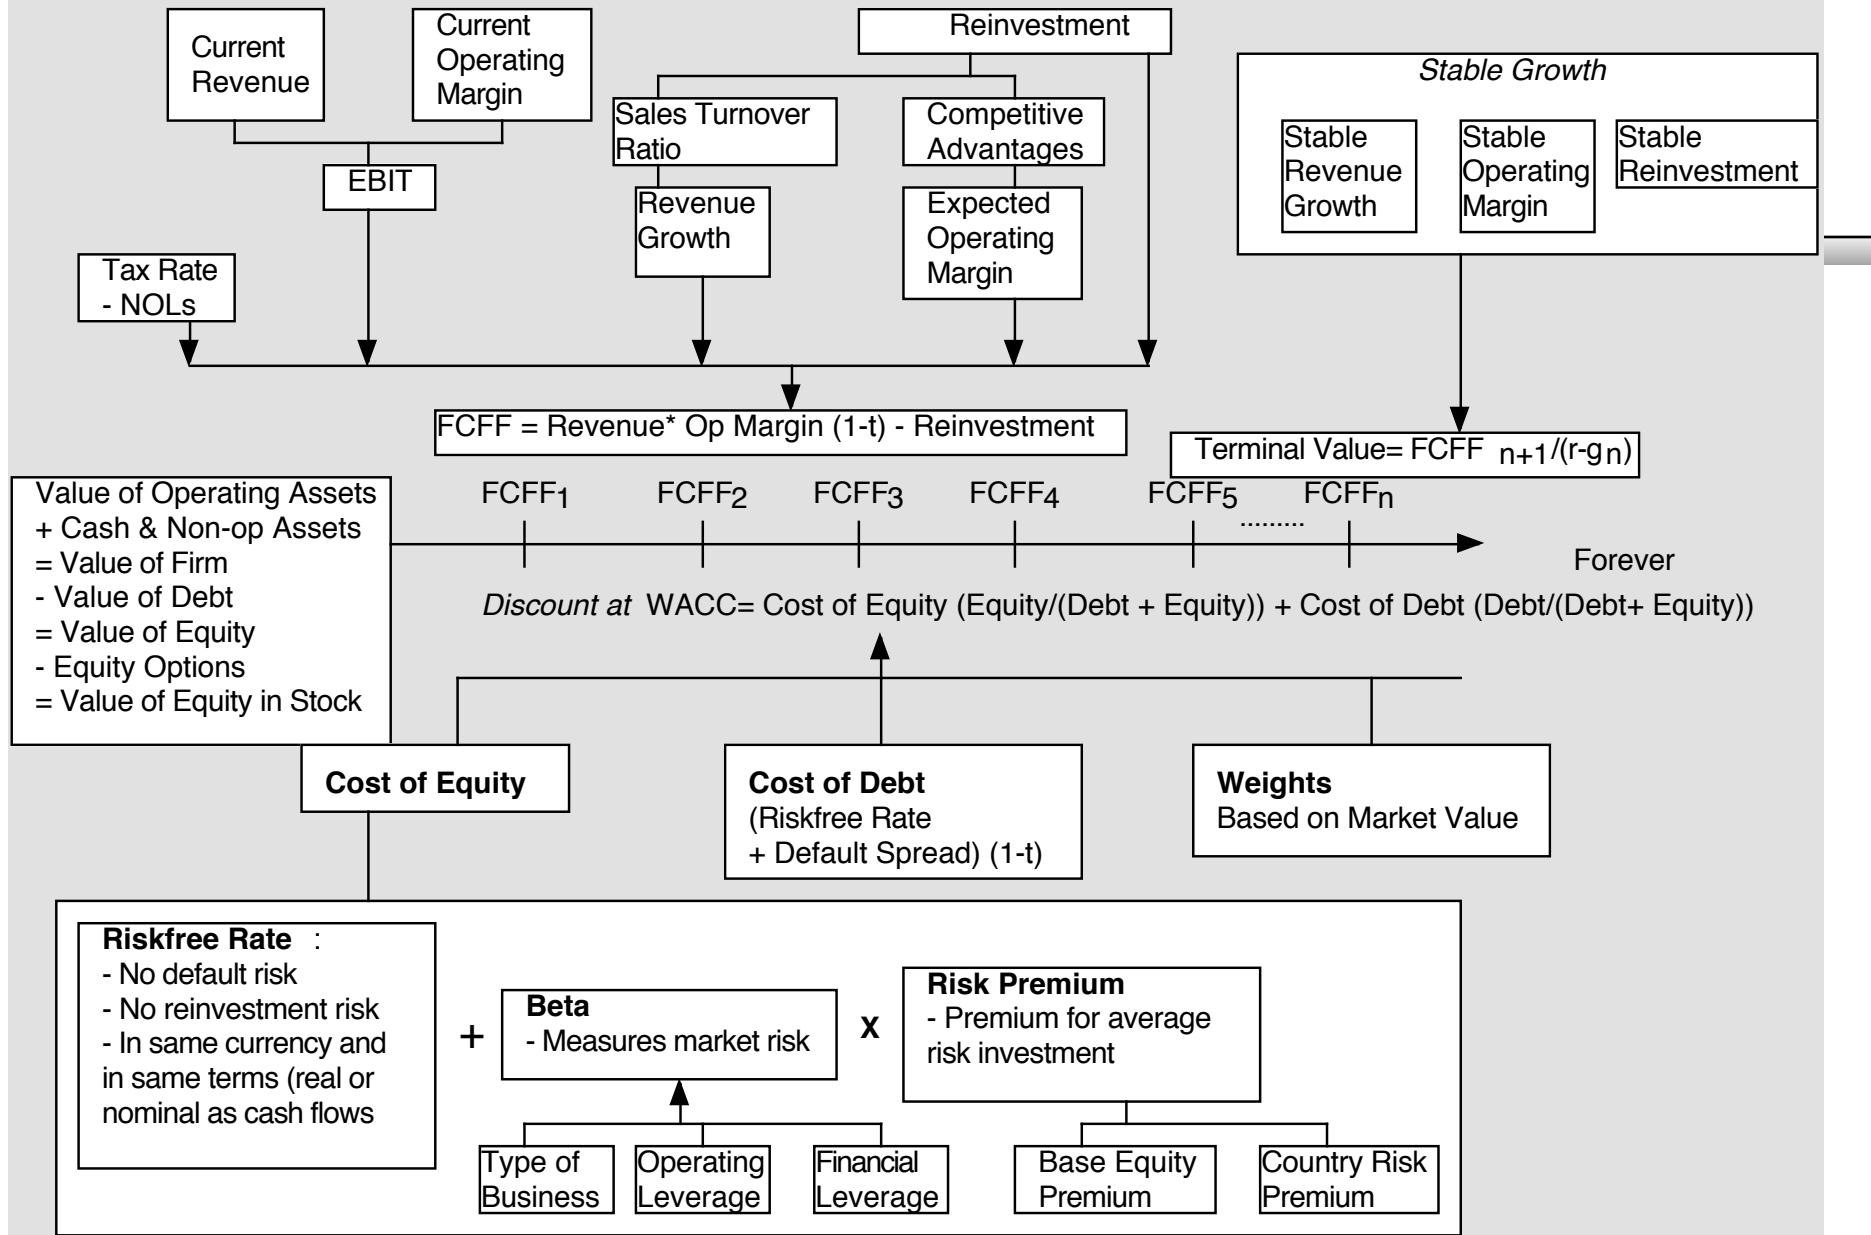 Current
Revenue
Current
Operating
Margin
Reinvestment
Stable Growth
Sales Turnover
Ratio
Competitive
Advantages
Stable
Revenue
Growth
Stable
Operating
Margin
Stable
Reinvestment
EBIT
Revenue
Growth
Expected
Operating
Margin
Tax Rate
- NOLs
FCFF = Revenue* Op Margin (1-t) - Reinvestment
Terminal Value= FCFF n+1/(r-gn)
Value of Operating Assets
+ Cash & Non-op Assets
= Value of Firm
- Value of Debt
= Value of Equity
- Equity Options
= Value of Equity in Stock
FCFF1 FCFF2 FCFF3 FCFF4 FCFF5 ......... FCFFn
Forever
Discount at WACC= Cost of Equity (Equity/(Debt + Equity)) + Cost of Debt (Debt/(Debt+ Equity))
Cost of Equity
Cost of Debt
(Riskfree Rate
+ Default Spread) (1-t)
Weights
Based on Market Value
Riskfree Rate :
- No default risk
- No reinvestment risk
- In same currency and
in same terms (real or
nominal as cash flows
+
Beta
- Measures market risk
X
Risk Premium
- Premium for average
risk investment
Type of
Business
Operating
Leverage
Financial
Leverage
Base Equity
Premium
Country Risk
Premium